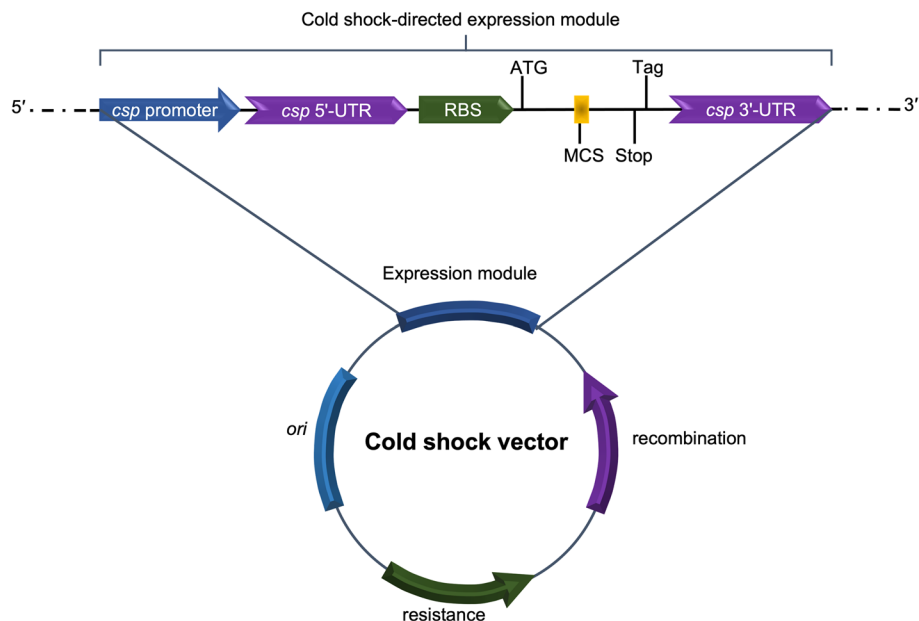 Cold shock-directed expression module
ATG
Tag
5′
csp promoter
csp 5'-UTR
RBS
csp 3'-UTR
3′
MCS
Stop
Expression module
ori
Cold shock vector
recombination
resistance